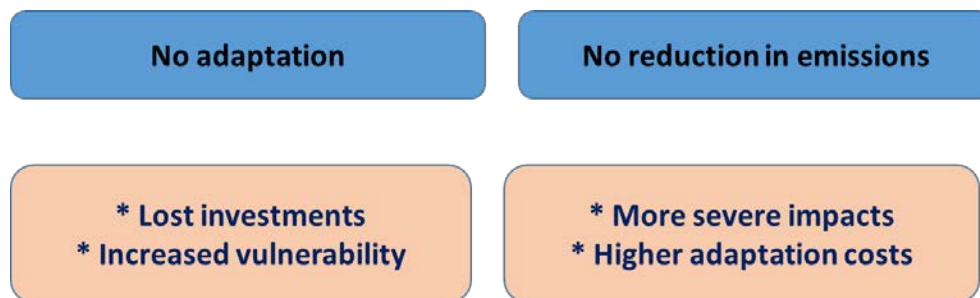 No adaptation
No reduction in emissions
* Lost investments
* Increased vulnerability
* More severe impacts
* Higher adaptation costs